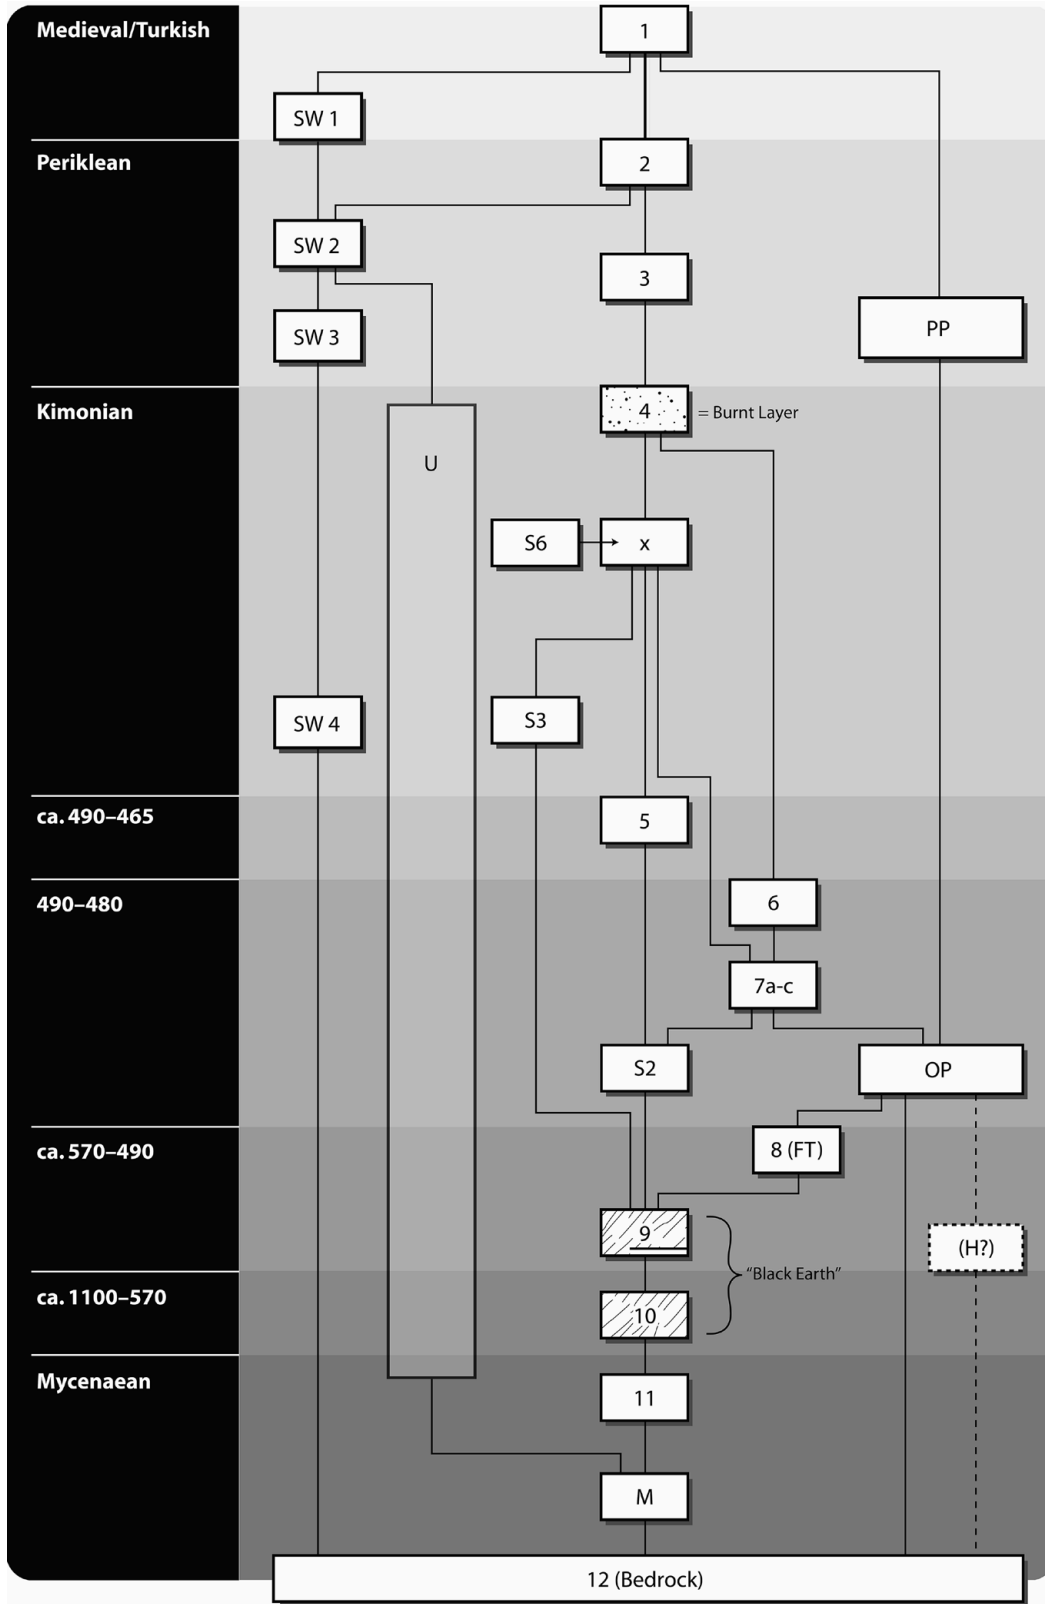 Medieval/Turkish
1
SW 1
Periklean
2
SW 2
3
SW 3
PP
Kimonian
4
= Burnt Layer
U
S6
x
SW 4
S3
ca. 490–465
5
490–480
6
7a-c
S2
OP
ca. 570–490
8 (FT)
9
(H?)
"Black Earth"
ca. 1100–570
10
Mycenaean
11
M
12 (Bedrock)